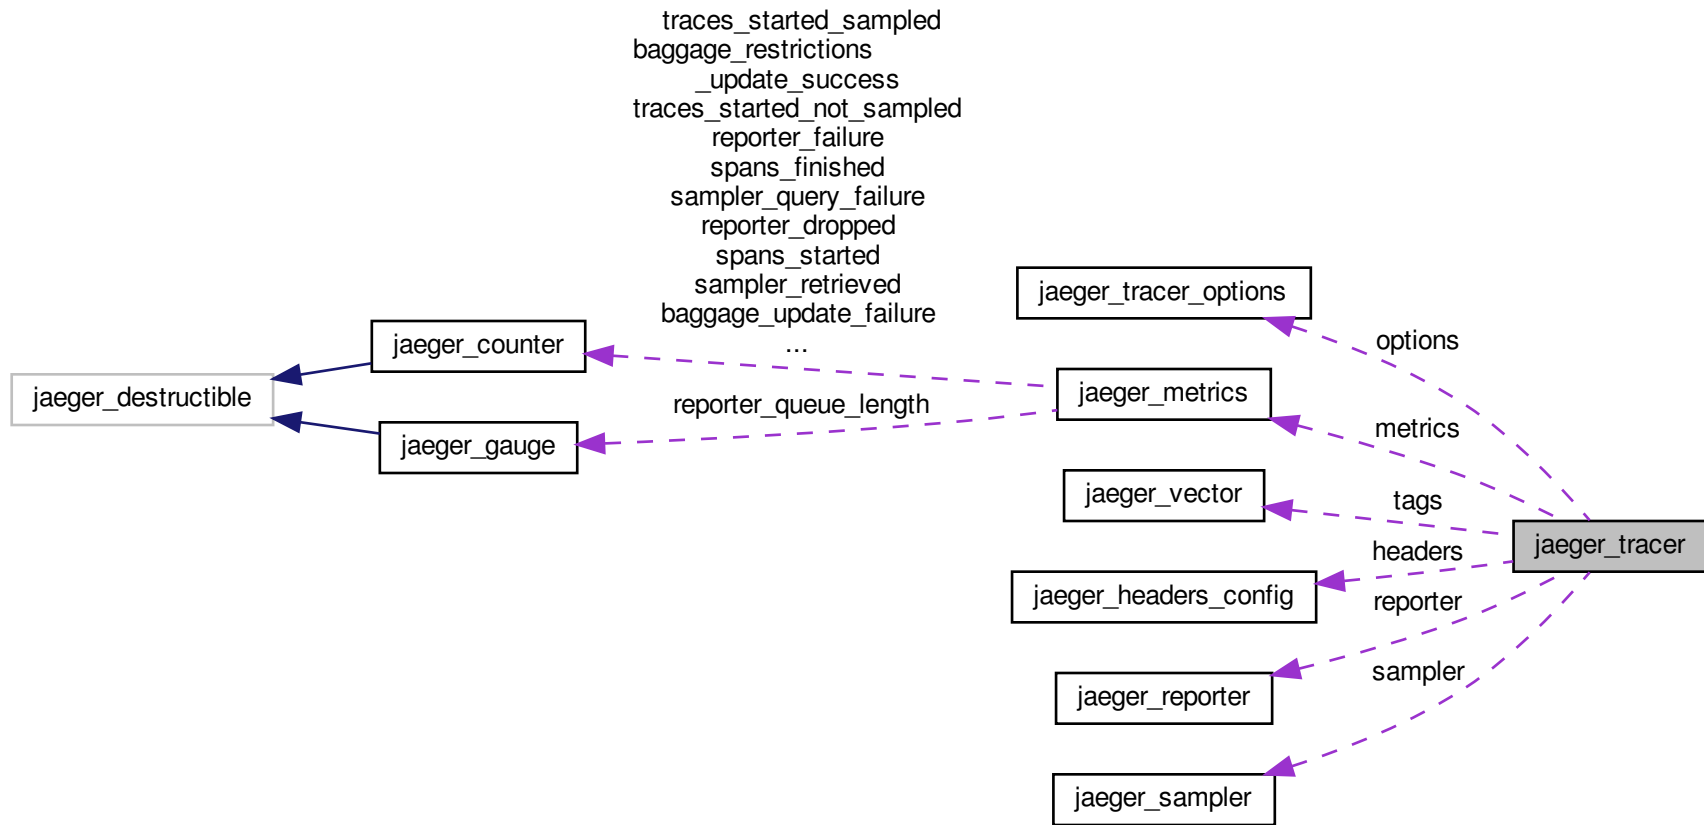 traces_started_sampled
baggage_restrictions
_update_success
traces_started_not_sampled
reporter_failure
spans_finished
sampler_query_failure
reporter_dropped
spans_started
sampler_retrieved
baggage_update_failure
...
jaeger_destructible
jaeger_counter
jaeger_gauge
reporter_queue_length
jaeger_tracer_options
jaeger_metrics
jaeger_vector
jaeger_headers_config
jaeger_reporter
jaeger_sampler
options
metrics
tags
headers
reporter
sampler
jaeger_tracer